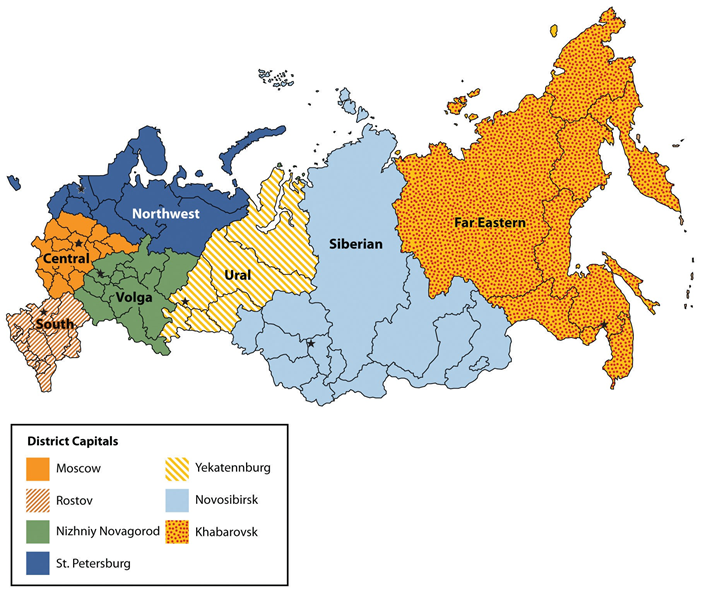 Northwest
Central
Volga
South
Ural
Siberian
Far Eastern
District Capitals
Moscow
Rostov
Nizhniy Novagorod
St. Petersburg
Yekatennburg
Novosibirsk
Khabarovsk